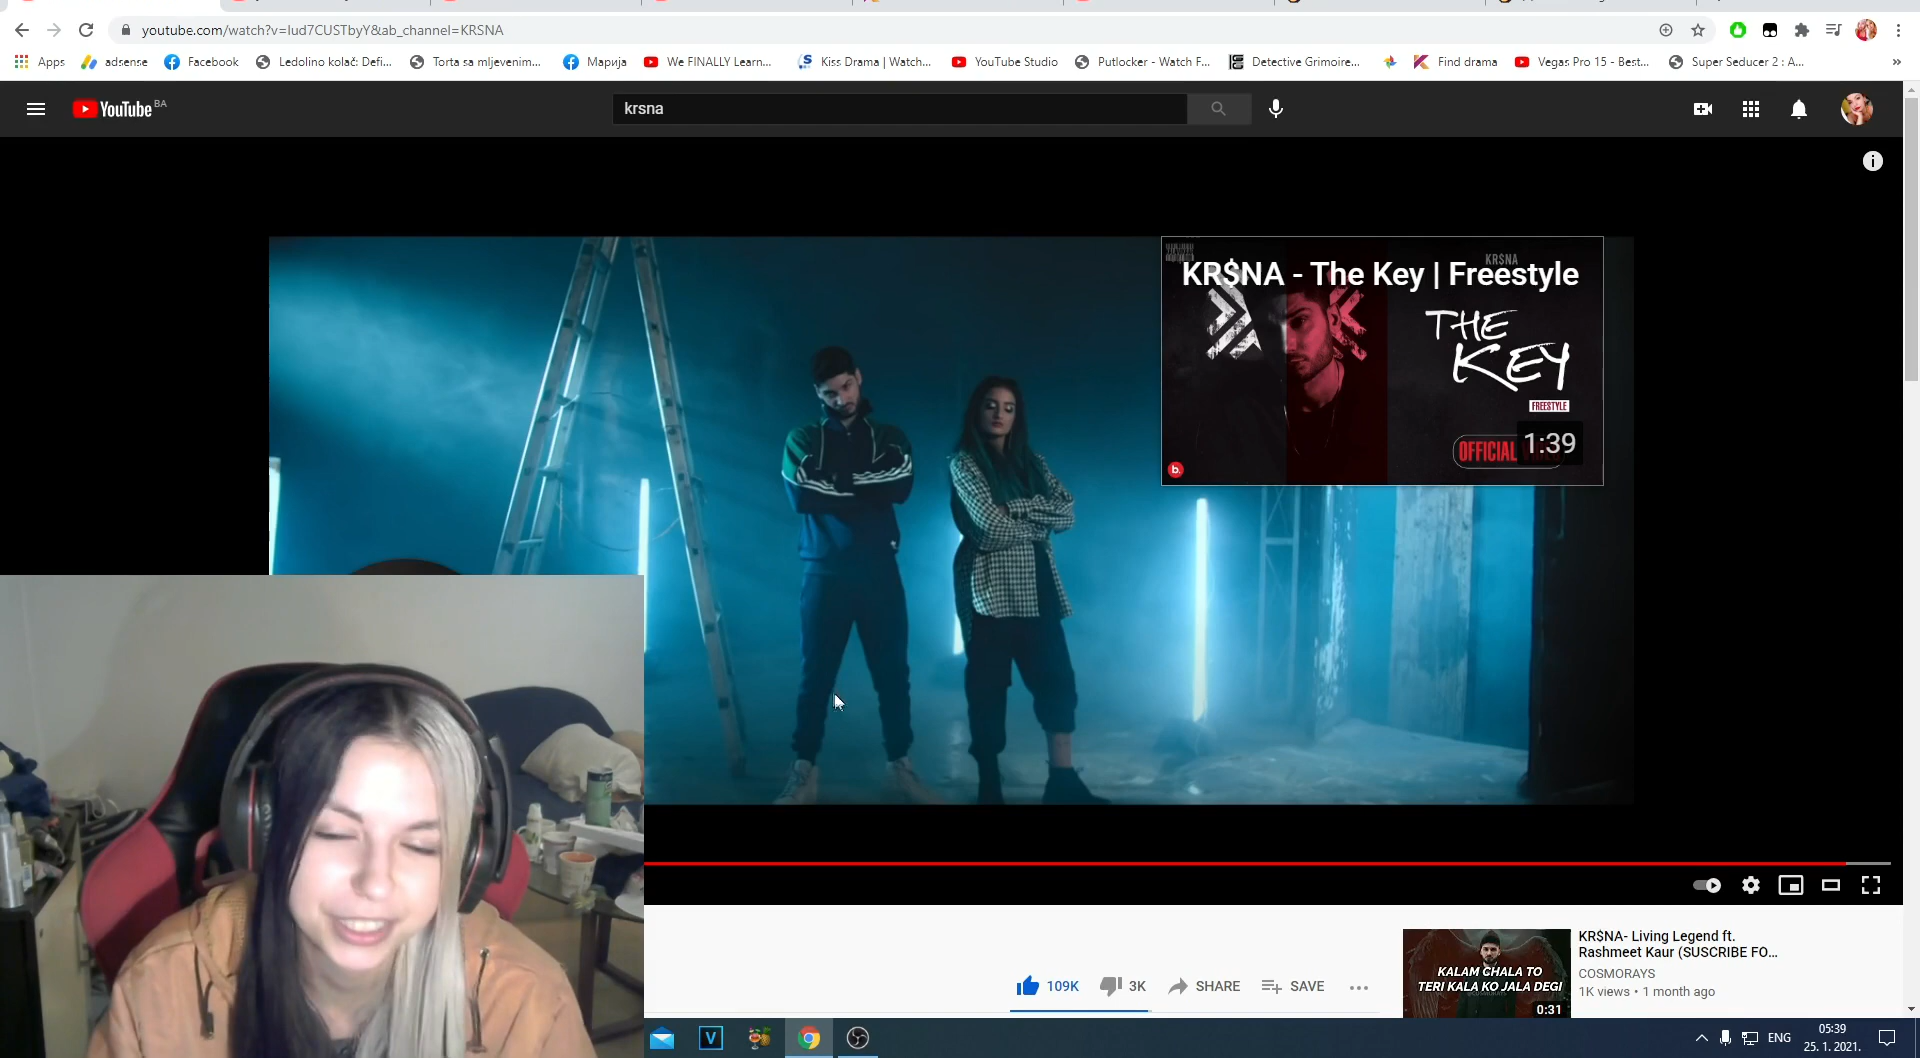 youtube.com/watch?v=Iud7CUSTbyY&ab_channel=KRSNA
Apps
adsense
Facebook
Ledolino kolač: Defi...
Torta sa mljevenim...
Марија
We FINALLY Learn...
Kiss Drama | Watch...
YouTube Studio
Putlocker - Watch F...
Detective Grimoire...
Find drama
Vegas Pro 15 - Best...
Super Seducer 2 : A...
YouTube BA
krsna
KR$NA
KR$NA - The Key | Freestyle
THE
KEY
FREESTYLE
OFFICIAL
1:39
b.
109K
3K
SHARE
SAVE
KALAM CHALA TO
TERI KALA KO JALA DEGI
0:31
KR$NA- Living Legend ft.
Rashmeet Kaur (SUSCRIBE FO...
COSMORAYS
1K views • 1 month ago
V
ENG
05:39
25. 1. 2021.